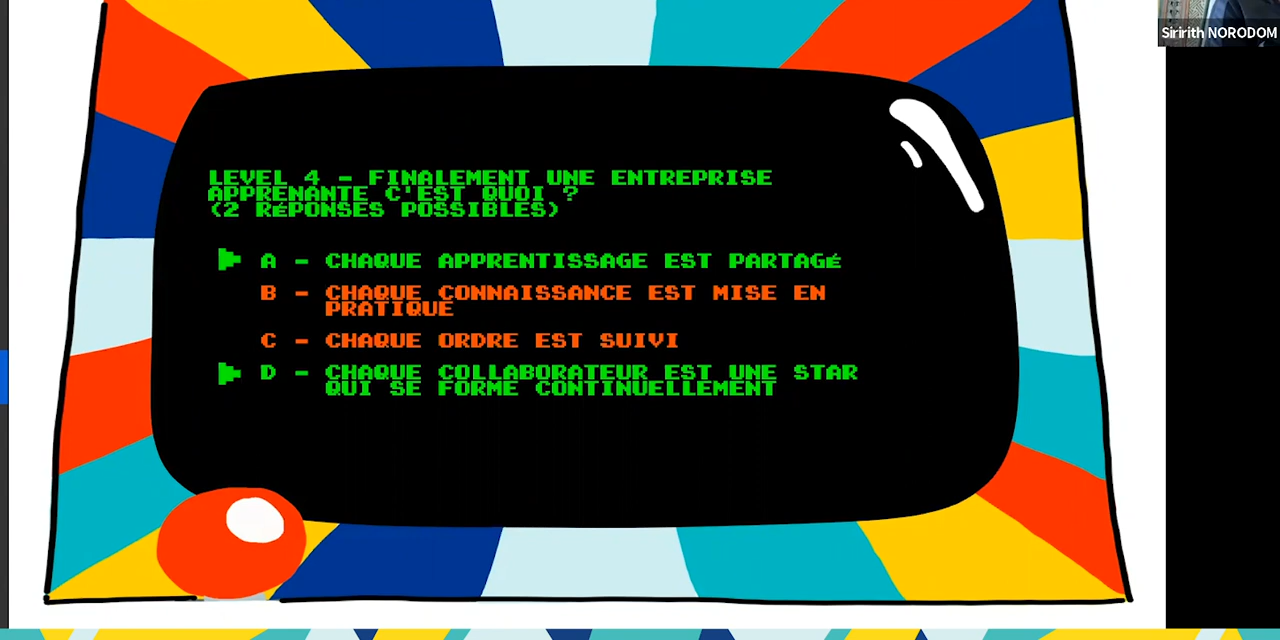 Siririth NORODOM
LEVEL 4 - FINALEMENT UNE ENTREPRISE
APPRENANTE C'EST QUOI ?
(2 RéPONSES POSSIBLES)
A - CHAQUE APPRENTISSAGE EST PARTAGé
B - CHAQUE CONNAISSANCE EST MISE EN
PRATIQUE
C - CHAQUE ORDRE EST SUIVI
D - CHAQUE COLLABORATEUR EST UNE STAR
QUI SE FORME CONTINUELLEMENT